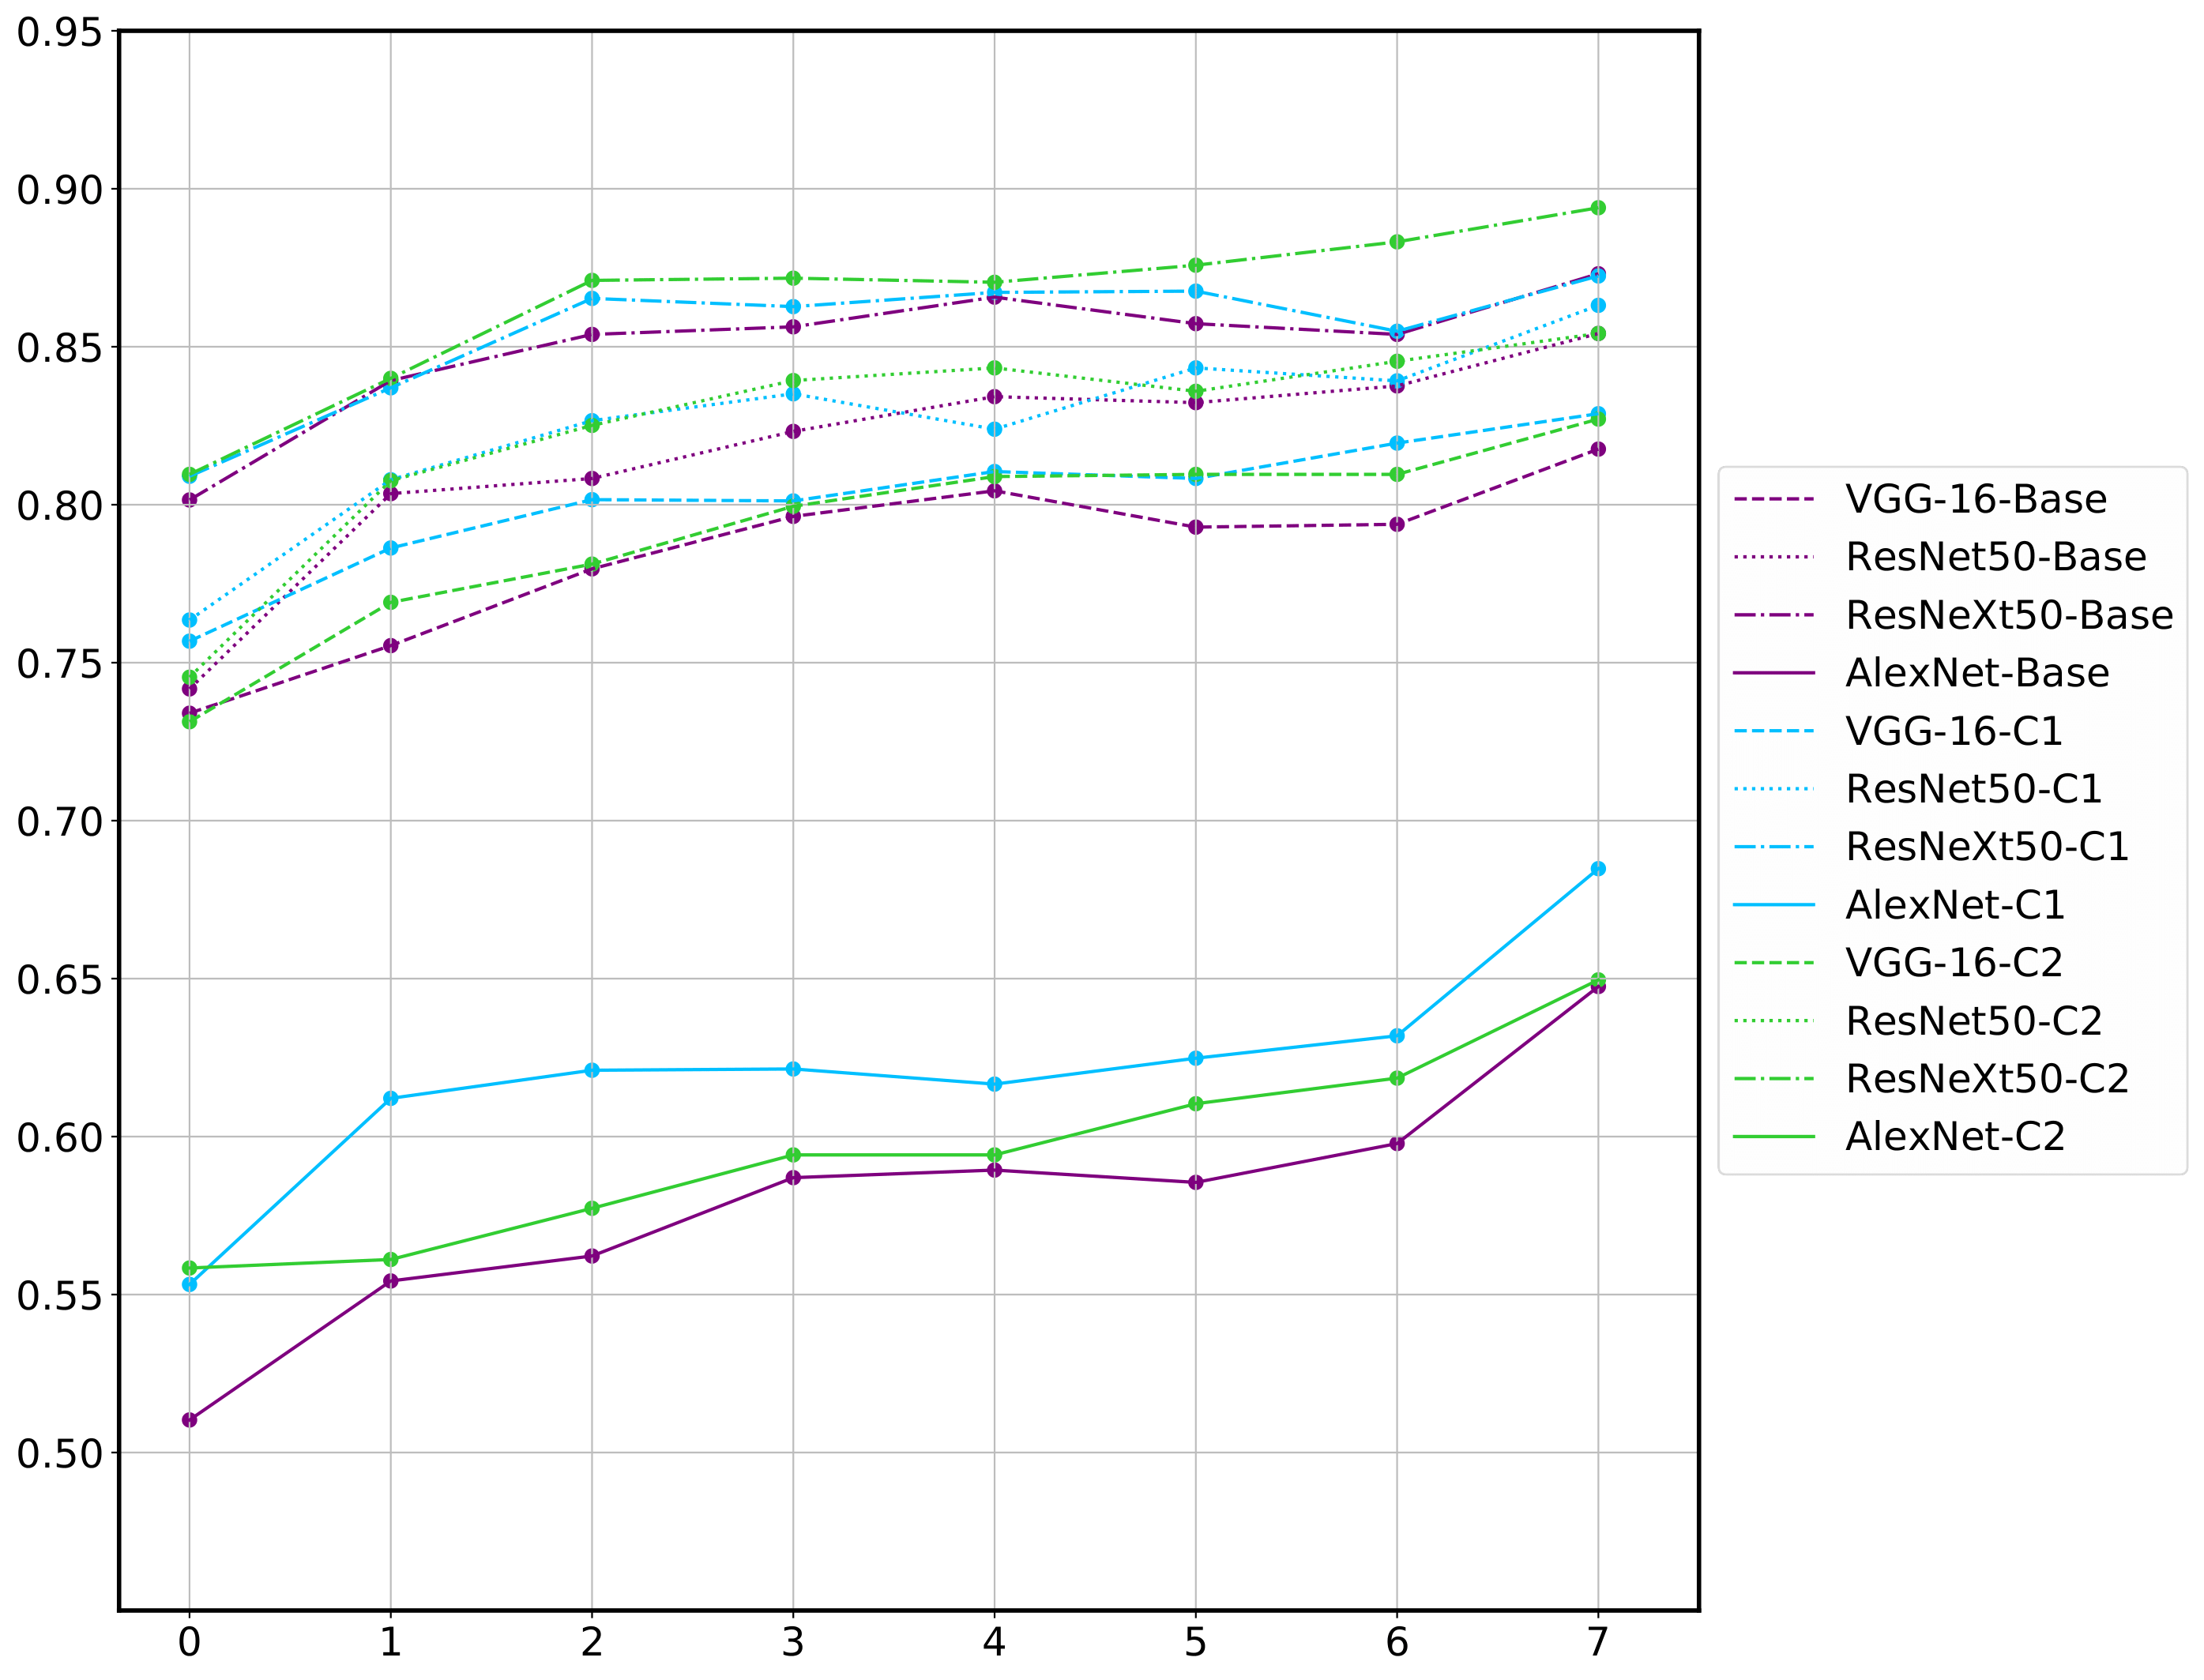 0.95
0.90
0.85
0.80
0.75
0.70
0.65
0.60
0.55
0.50
0 1 2 3 4 5 6 7
VGG-16-Base
ResNet50-Base
ResNeXt50-Base
AlexNet-Base
VGG-16-C1
ResNet50-C1
ResNeXt50-C1
AlexNet-C1
VGG-16-C2
ResNet50-C2
ResNeXt50-C2
AlexNet-C2